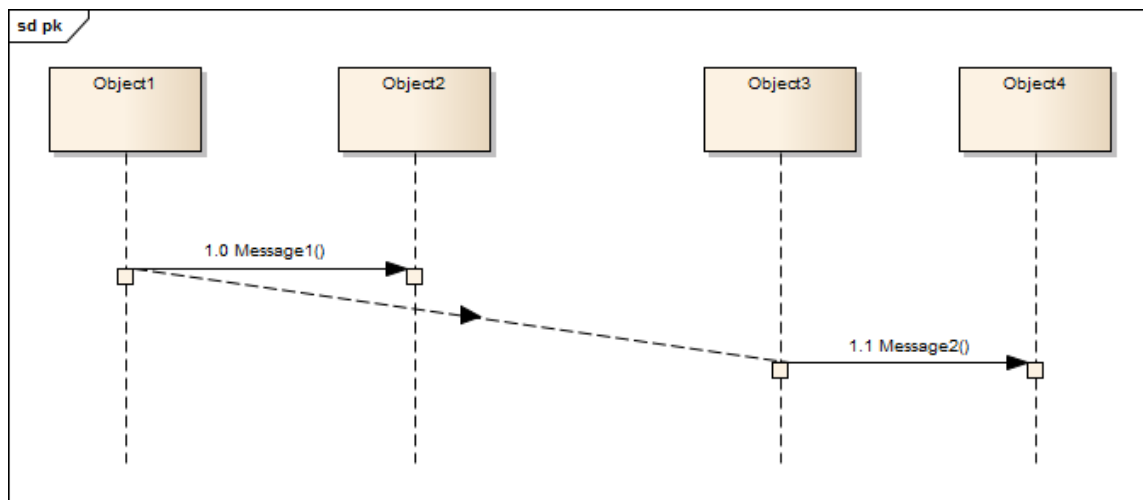 sd pk
Object1
Object2
Object3
Object4
1.0 Message1()
1.1 Message2()